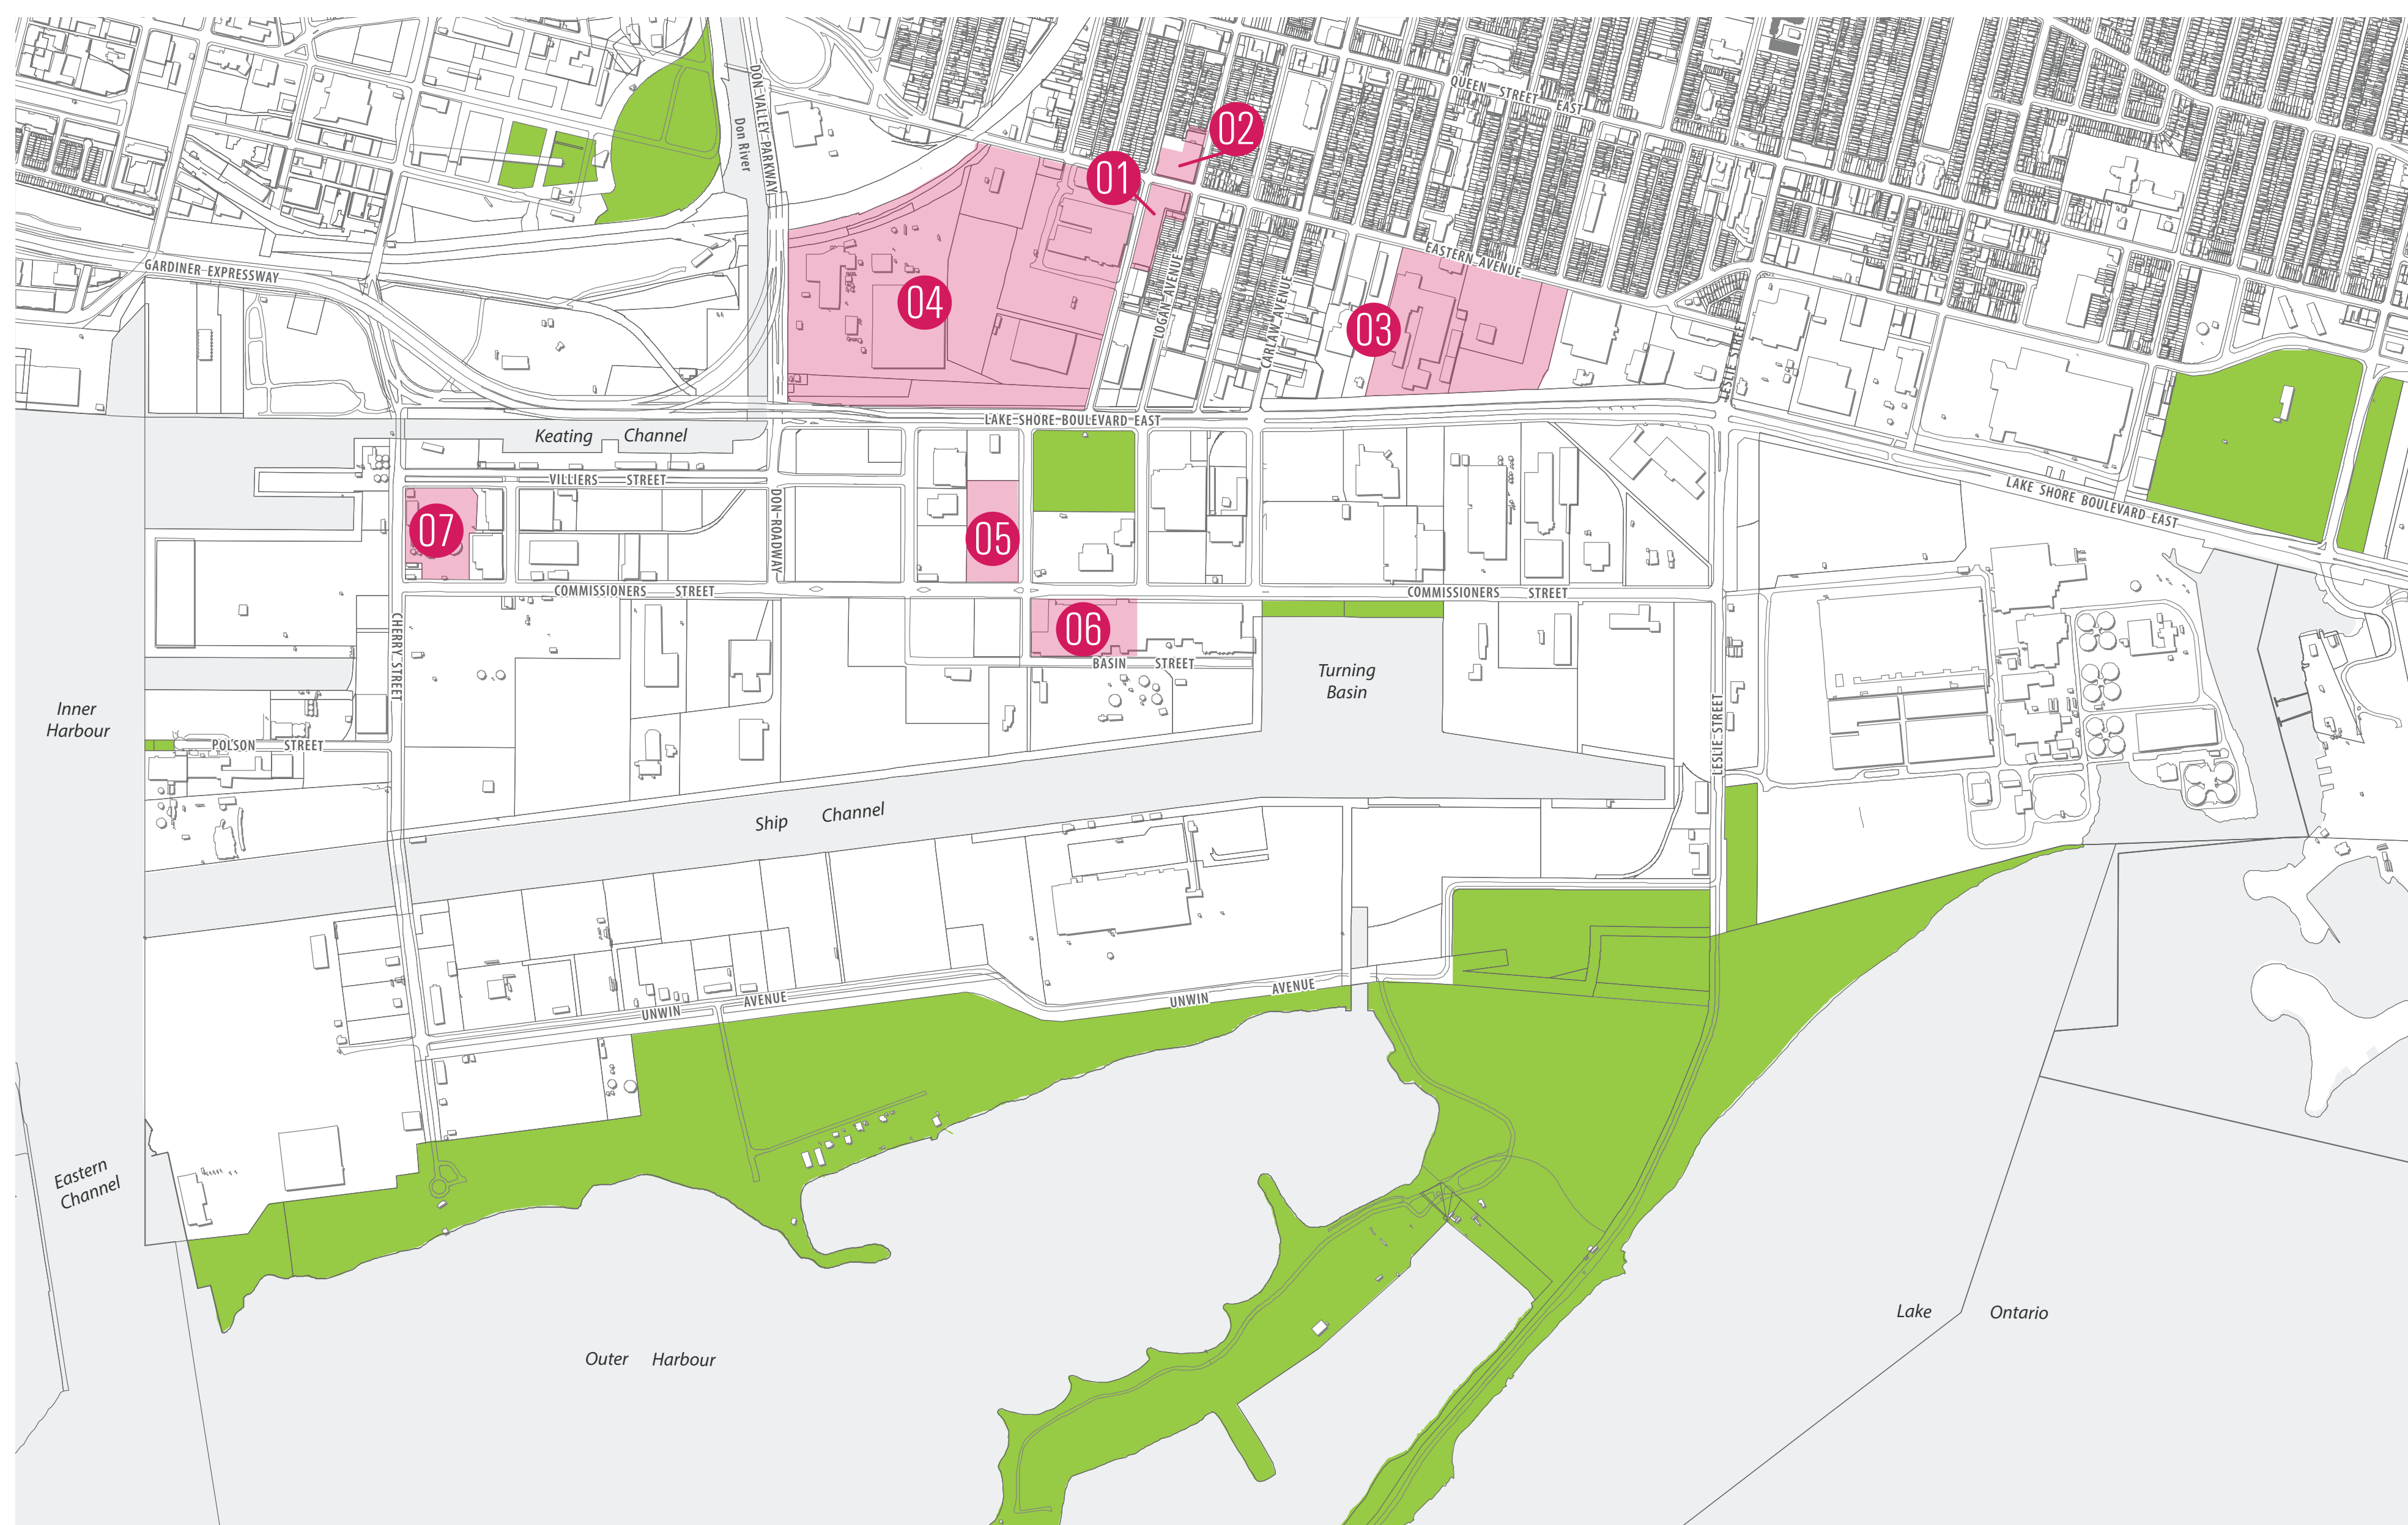 QUEEN STREET EAST
DON VALLEY PARKWAY
Don River
02
01
EASTERN AVENUE
GARDINER EXPRESSWAY
LOGAN AVENUE
CARLAW AVENUE
04
03
LESLIE STREET
LAKE SHORE BOULEVARD EAST
Keating Channel
VILLIERS STREET
LAKE SHORE BOULEVARD EAST
07
DON ROADWAY
05
COMMISSIONERS STREET
COMMISSIONERS STREET
CHERRY STREET
06
BASIN STREET
Turning
Basin
Inner
Harbour
POLSON STREET
LESLIE STREET
Ship Channel
UNWIN AVENUE
UNWIN AVENUE
Eastern
Channel
Lake Ontario
Outer Harbour